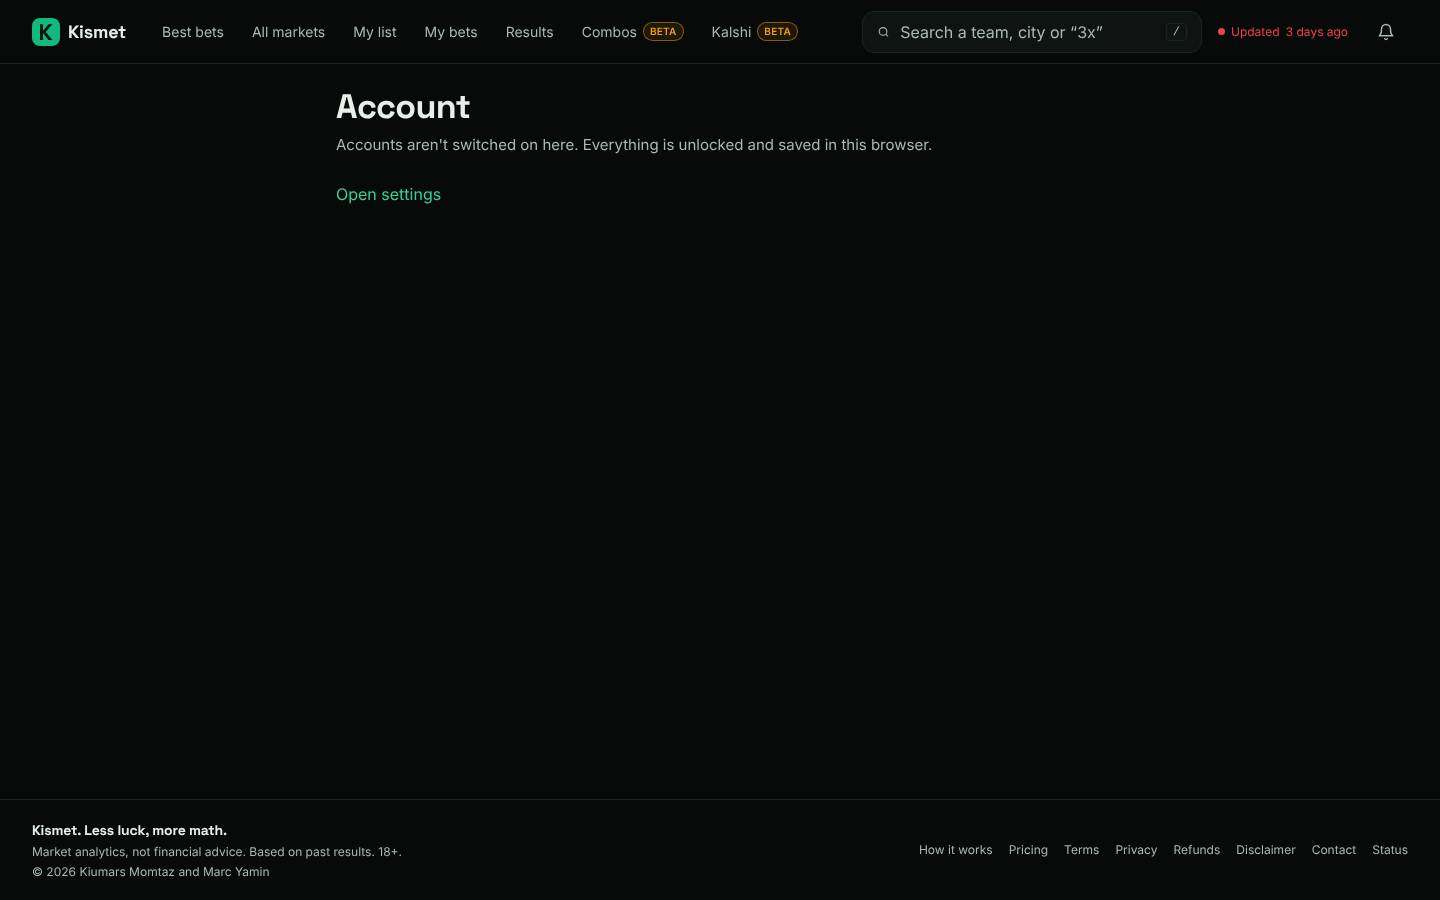 K Kismet Best bets All markets My list My bets Results Combos BETA Kalshi BETA Search a team, city or “3x” / Updated 3 days ago
Account
Accounts aren't switched on here. Everything is unlocked and saved in this browser.
Open settings
Kismet. Less luck, more math.
Market analytics, not financial advice. Based on past results. 18+.
© 2026 Kiumars Momtaz and Marc Yamin
How it works Pricing Terms Privacy Refunds Disclaimer Contact Status